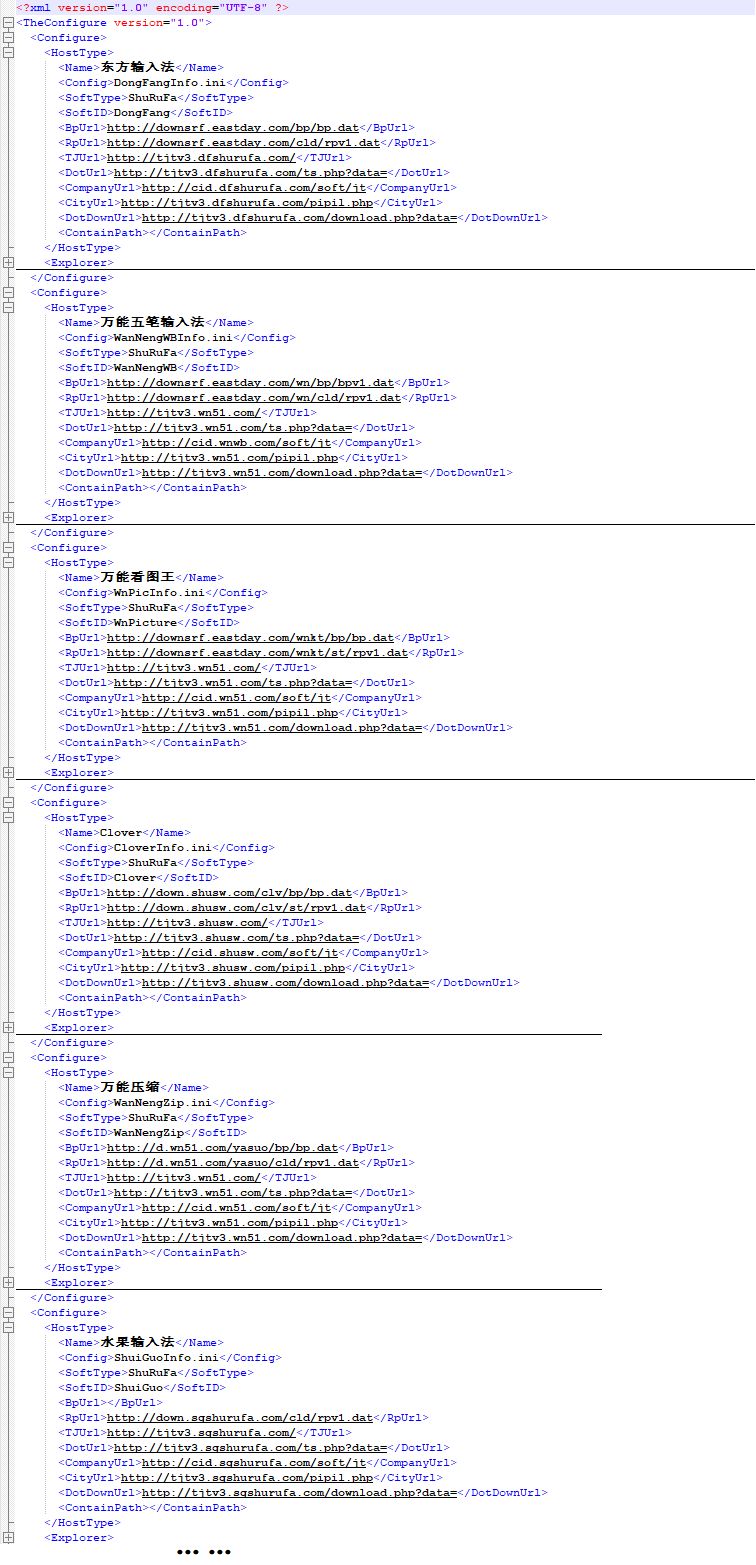 <?xml version="1.0" encoding="UTF-8" ?>
<TheConfigure version="1.0">
<Configure>
<HostType>
<Name>东方输入法</Name>
<Config>DongFangInfo.ini</Config>
<SoftType>ShuRuFa</SoftType>
<SoftID>DongFang</SoftID>
<BpUrl>http://downsrf.eastday.com/bp/bp.dat</BpUrl>
<RpUrl>http://downsrf.eastday.com/cld/rpv1.dat</RpUrl>
<TJUrl>http://tjtv3.dfshurufa.com/</TJUrl>
<DotUrl>http://tjtv3.dfshurufa.com/ts.php?data=</DotUrl>
<CompanyUrl>http://cid.dfshurufa.com/soft/jt</CompanyUrl>
<CityUrl>http://tjtv3.dfshurufa.com/pipil.php</CityUrl>
<DotDownUrl>http://tjtv3.dfshurufa.com/download.php?data=</DotDownUrl>
<ContainPath></ContainPath>
</HostType>
<Explorer>
</Configure>
<Configure>
<HostType>
<Name>万能五笔输入法</Name>
<Config>WanNengWBInfo.ini</Config>
<SoftType>ShuRuFa</SoftType>
<SoftID>WanNengWB</SoftID>
<BpUrl>http://downsrf.eastday.com/wn/bp/bpv1.dat</BpUrl>
<RpUrl>http://downsrf.eastday.com/wn/cld/rpv1.dat</RpUrl>
<TJUrl>http://tjtv3.wn51.com/</TJUrl>
<DotUrl>http://tjtv3.wn51.com/ts.php?data=</DotUrl>
<CompanyUrl>http://cid.wnwb.com/soft/jt</CompanyUrl>
<CityUrl>http://tjtv3.wn51.com/pipil.php</CityUrl>
<DotDownUrl>http://tjtv3.wn51.com/download.php?data=</DotDownUrl>
<ContainPath></ContainPath>
</HostType>
<Explorer>
</Configure>
<Configure>
<HostType>
<Name>万能看图王</Name>
<Config>WnPicInfo.ini</Config>
<SoftType>ShuRuFa</SoftType>
<SoftID>WnPicture</SoftID>
<BpUrl>http://downsrf.eastday.com/wnkt/bp/bp.dat</BpUrl>
<RpUrl>http://downsrf.eastday.com/wnkt/st/rpv1.dat</RpUrl>
<TJUrl>http://tjtv3.wn51.com/</TJUrl>
<DotUrl>http://tjtv3.wn51.com/ts.php?data=</DotUrl>
<CompanyUrl>http://cid.wn51.com/soft/jt</CompanyUrl>
<CityUrl>http://tjtv3.wn51.com/pipil.php</CityUrl>
<DotDownUrl>http://tjtv3.wn51.com/download.php?data=</DotDownUrl>
<ContainPath></ContainPath>
</HostType>
<Explorer>
</Configure>
<Configure>
<HostType>
<Name>Clover</Name>
<Config>CloverInfo.ini</Config>
<SoftType>ShuRuFa</SoftType>
<SoftID>Clover</SoftID>
<BpUrl>http://down.shusw.com/clv/bp/bp.dat</BpUrl>
<RpUrl>http://down.shusw.com/clv/st/rpv1.dat</RpUrl>
<TJUrl>http://tjtv3.shusw.com/</TJUrl>
<DotUrl>http://tjtv3.shusw.com/ts.php?data=</DotUrl>
<CompanyUrl>http://cid.shusw.com/soft/jt</CompanyUrl>
<CityUrl>http://tjtv3.shusw.com/pipil.php</CityUrl>
<DotDownUrl>http://tjtv3.shusw.com/download.php?data=</DotDownUrl>
<ContainPath></ContainPath>
</HostType>
<Explorer>
</Configure>
<Configure>
<HostType>
<Name>万能压缩</Name>
<Config>WanNengZip.ini</Config>
<SoftType>ShuRuFa</SoftType>
<SoftID>WanNengZip</SoftID>
<BpUrl>http://d.wn51.com/yasuo/bp/bp.dat</BpUrl>
<RpUrl>http://d.wn51.com/yasuo/cld/rpv1.dat</RpUrl>
<TJUrl>http://tjtv3.wn51.com/</TJUrl>
<DotUrl>http://tjtv3.wn51.com/ts.php?data=</DotUrl>
<CompanyUrl>http://cid.wn51.com/soft/jt</CompanyUrl>
<CityUrl>http://tjtv3.wn51.com/pipil.php</CityUrl>
<DotDownUrl>http://tjtv3.wn51.com/download.php?data=</DotDownUrl>
<ContainPath></ContainPath>
</HostType>
<Explorer>
</Configure>
<Configure>
<HostType>
<Name>水果输入法</Name>
<Config>ShuiGuoInfo.ini</Config>
<SoftType>ShuRuFa</SoftType>
<SoftID>ShuiGuo</SoftID>
<BpUrl></BpUrl>
<RpUrl>http://down.sgshurufa.com/cld/rpv1.dat</RpUrl>
<TJUrl>http://tjtv3.sgshurufa.com/</TJUrl>
<DotUrl>http://tjtv3.sgshurufa.com/ts.php?data=</DotUrl>
<CompanyUrl>http://cid.sgshurufa.com/soft/jt</CompanyUrl>
<CityUrl>http://tjtv3.sgshurufa.com/pipil.php</CityUrl>
<DotDownUrl>http://tjtv3.sgshurufa.com/download.php?data=</DotDownUrl>
<ContainPath></ContainPath>
</HostType>
<Explorer>
••• •••